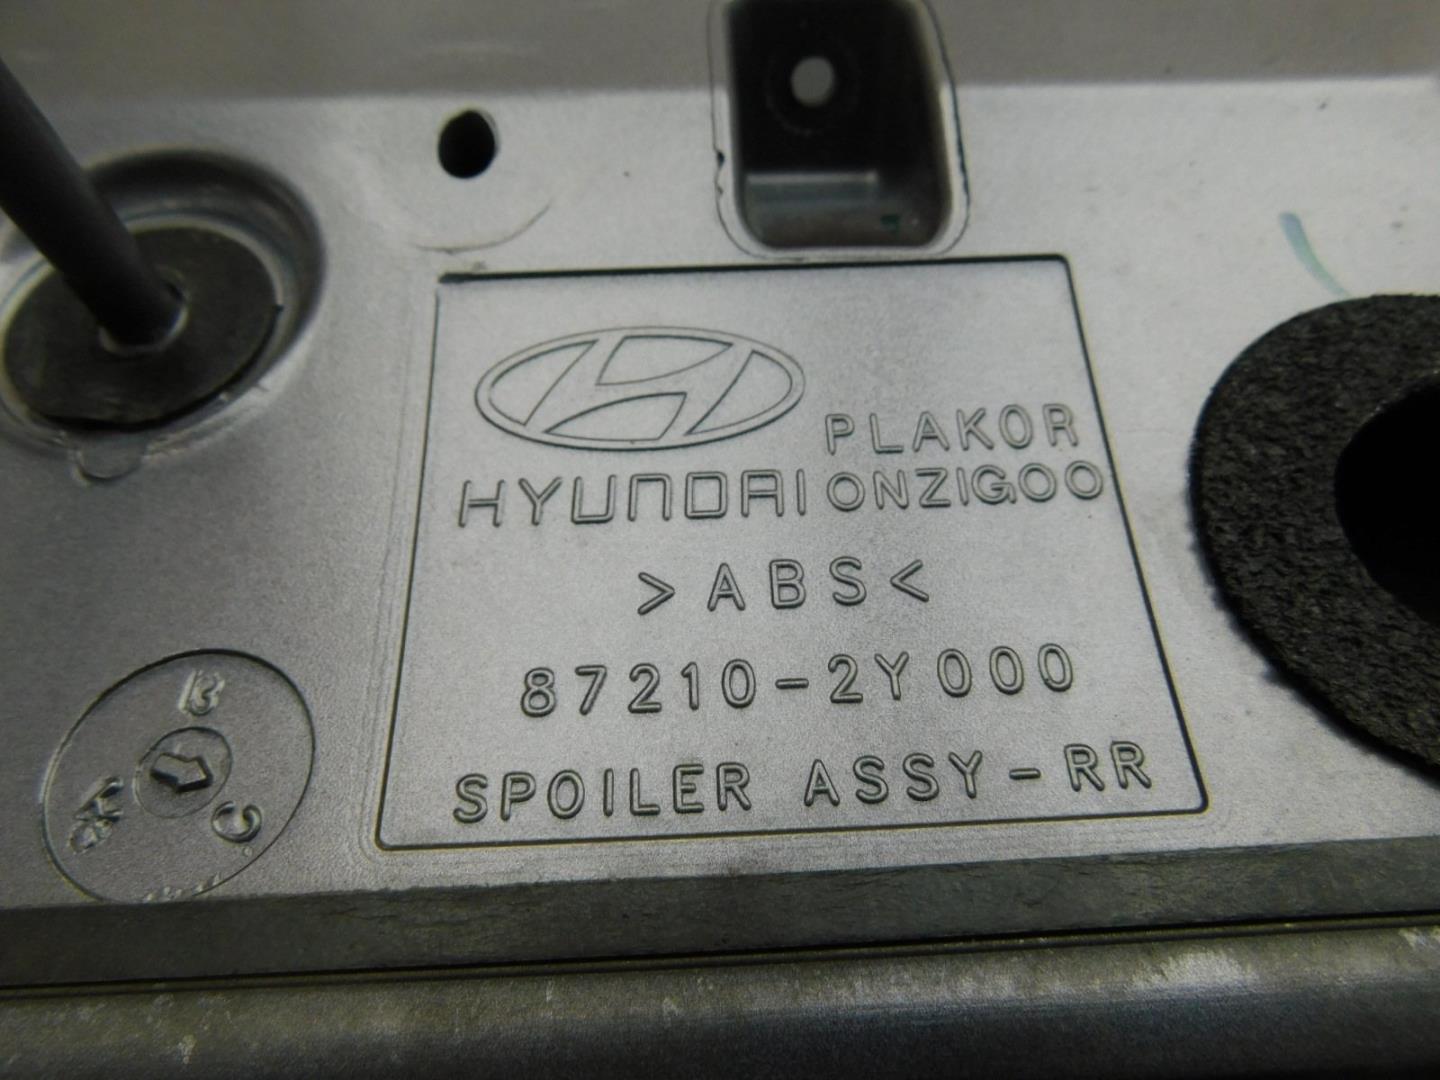 PLAKOR
HYUNDAI ONZIGOO
>ABS<
87210-2Y000
SPOILER ASSY-RR